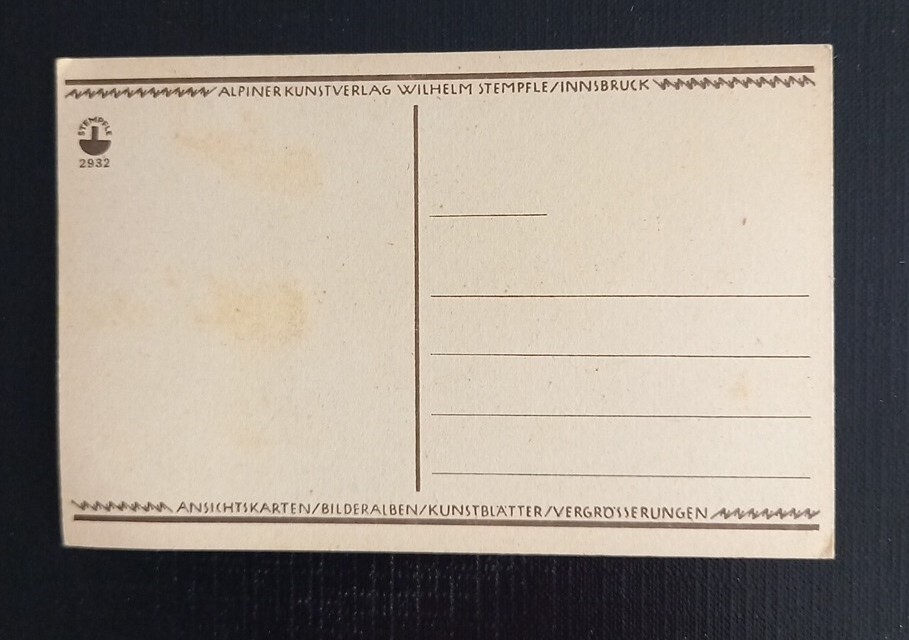 ALPINER KUNSTVERLAG WILHELM STEMPFLE/INNSBRUCK
STEMPFLE
2932
ANSICHTSKARTEN/BILDERALBEN/KUNSTBLÄTTER/VERGRÖSSERUNGEN